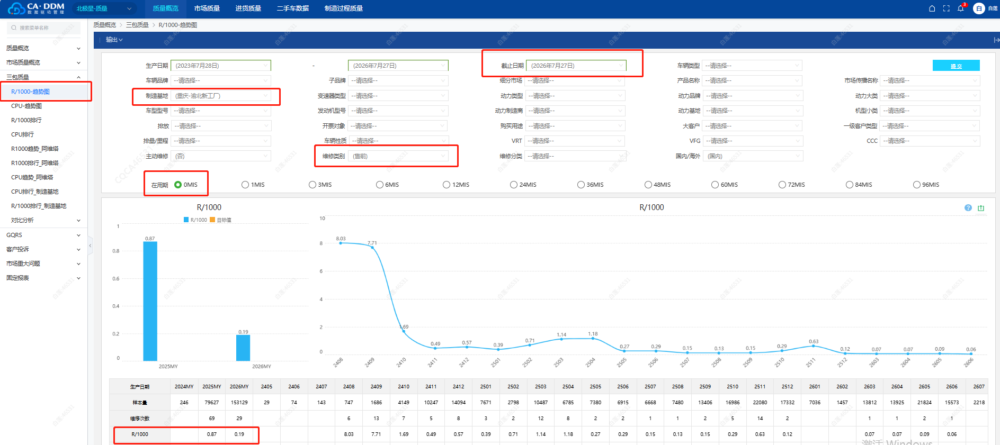 CA·DDM
数据驱动管理
北极星-质量
质量概览 市场质量 进货质量 二手车数据 制造过程质量
3
白 白莲
搜索菜单名称
质量概览 > 三包质量 > R/1000-趋势图
输出
质量概览
市场质量概览
三包质量
R/1000-趋势图
CPU-趋势图
R/1000排行
CPU排行
R1000趋势_阿维塔
R1000排行_阿维塔
CPU趋势_阿维塔
CPU排行_制造基地
R/1000排行_制造基地
对比分析
GQRS
客户投诉
市场重大问题
固定报表
生产日期 (2023年7月28日) - (2026年7月27日) 截止日期 (2026年7月27日) 车辆类型 --请选择-- 提交
车辆品牌 --请选择-- 子品牌 --请选择-- 细分市场 --请选择-- 产品名称 --请选择-- 市场传播名称 --请选择--
制造基地 (重庆-渝北新工厂) 变速器类型 --请选择-- 动力类型 --请选择-- 动力品牌 --请选择-- 动力大类 --请选择--
车型型号 --请选择-- 发动机型号 --请选择-- 动力制造商 --请选择-- 动力基地 --请选择-- 机型小类 --请选择--
排放 --请选择-- 开票对象 --请选择-- 购买用途 --请选择-- 大客户 --请选择-- 一级客户类型 --请选择--
排量/里程 --请选择-- 车辆性质 --请选择-- VRT --请选择-- VFG --请选择-- CCC --请选择--
主动维修 (否) 维修类别 (售前) 维修分类 --请选择-- 国内/海外 (国内)
在用期 0MIS 1MIS 3MIS 6MIS 12MIS 24MIS 36MIS 48MIS 60MIS 72MIS 84MIS 96MIS
R/1000
R/1000 目标值
1
0.8
0.6
0.4
0.2
0
0.87
0.19
2025MY 2026MY
R/1000
?
10
8
6
4
2
0
8.03 7.71 1.69 0.49 0.57 0.39 0.71 1.14 1.18 0.27 0.29 0.15 0.13 0.15 0.29 0.63 0.12 0.07 0.07 0.09 0.06
2408 2409 2410 2411 2412 2501 2502 2503 2504 2505 2506 2507 2508 2509 2510 2511 2512 2603 2604 2605 2606
生产日期 2024MY 2025MY 2026MY 2405 2406 2407 2408 2409 2410 2411 2412 2501 2502 2503 2504 2505 2506 2507 2508 2509 2510 2511 2512 2601 2602 2603 2604 2605 2606 2607
样本量 246 79627 153129 29 74 143 747 1686 4149 10247 14094 7671 2798 10487 6785 7380 6915 6668 7480 13406 16986 22080 17332 7036 1457 13812 13925 21824 15573 2218
维修次数 69 29 6 13 7 5 8 3 2 12 8 2 2 1 1 2 5 14 2 1 1 2 1
R/1000 0.87 0.19 8.03 7.71 1.69 0.49 0.57 0.39 0.71 1.14 1.18 0.27 0.29 0.15 0.13 0.15 0.29 0.63 0.12 0.07 0.07 0.09 0.06
激活 Windows
白莲:46531
CQCA46531